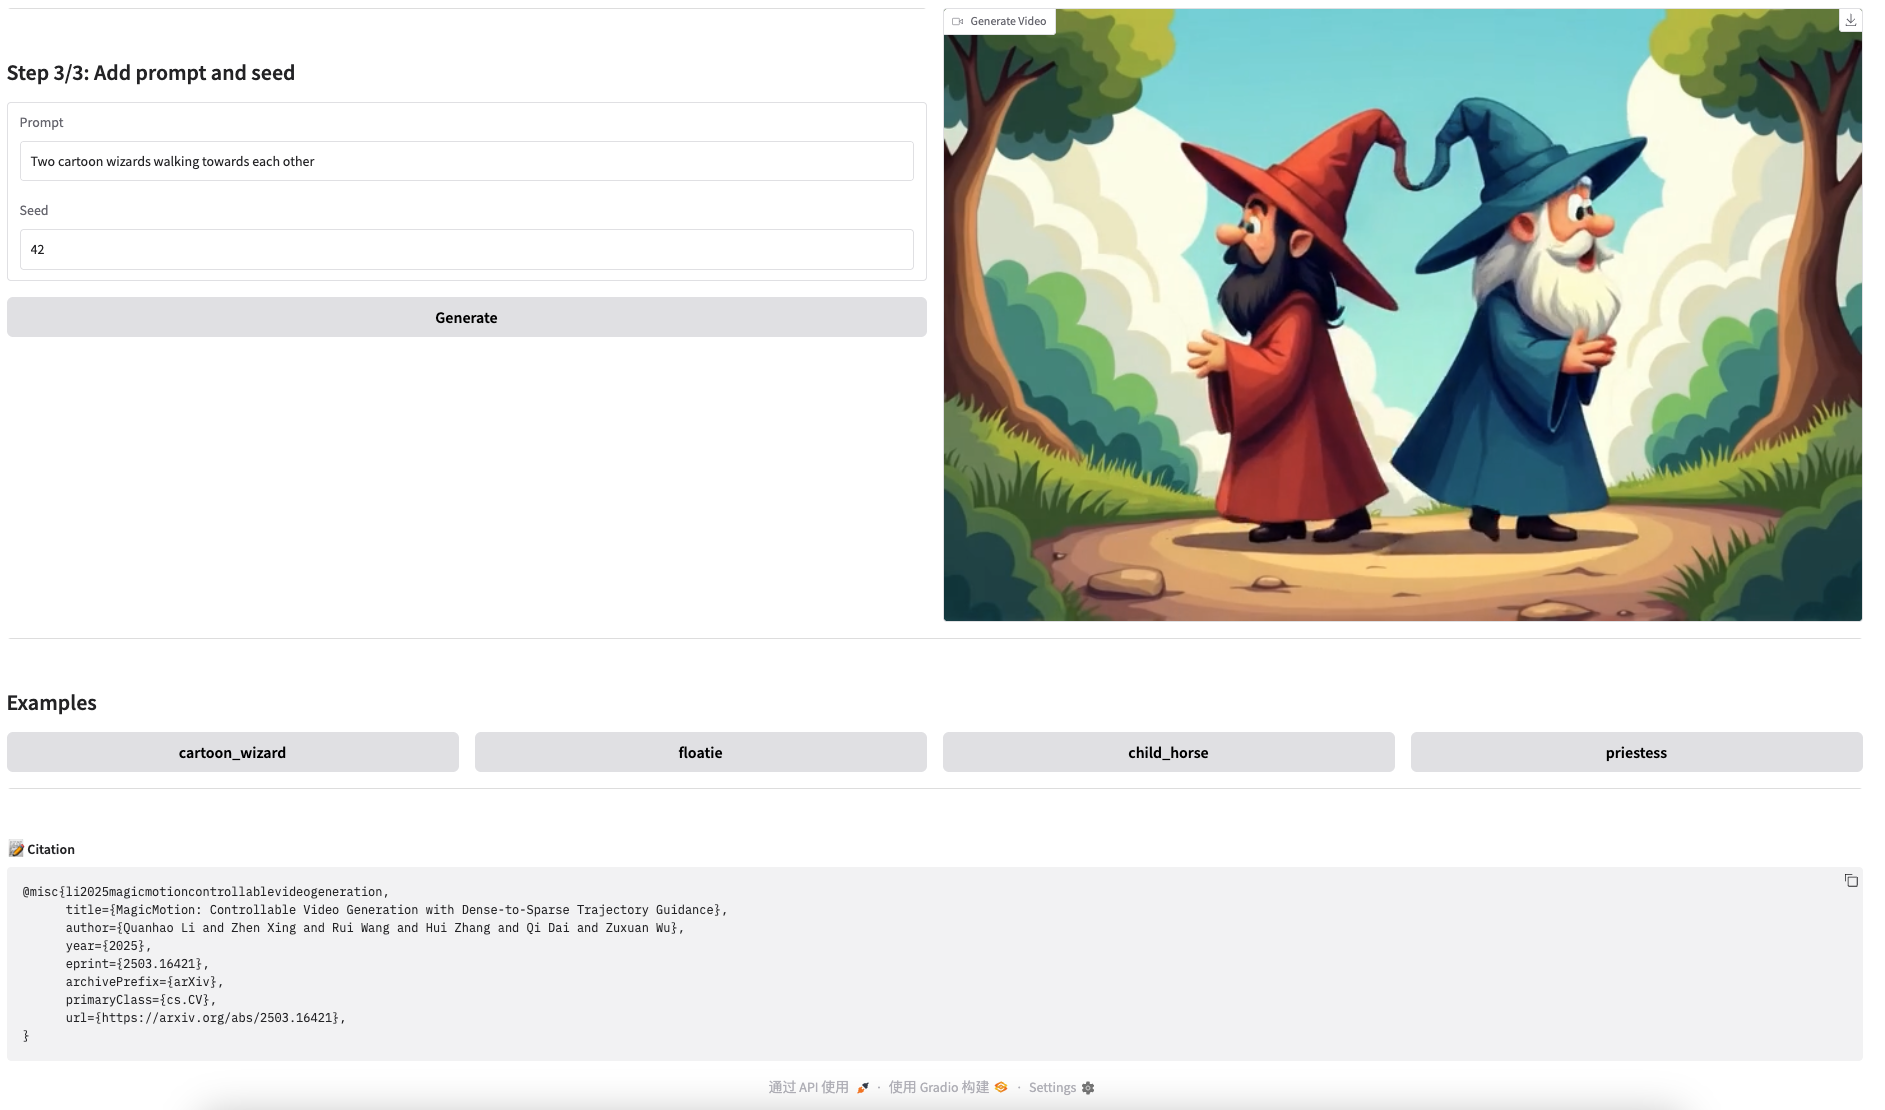 Step 3/3: Add prompt and seed
Prompt
Two cartoon wizards walking towards each other
Seed
42
Generate
Generate Video
Examples
cartoon_wizard
floatie
child_horse
priestess
📝 Citation
@misc{li2025magicmotioncontrollablevideogeneration,
      title={MagicMotion: Controllable Video Generation with Dense-to-Sparse Trajectory Guidance},
      author={Quanhao Li and Zhen Xing and Rui Wang and Hui Zhang and Qi Dai and Zuxuan Wu},
      year={2025},
      eprint={2503.16421},
      archivePrefix={arXiv},
      primaryClass={cs.CV},
      url={https://arxiv.org/abs/2503.16421},
}
通过 API 使用 · 使用 Gradio 构建 · Settings